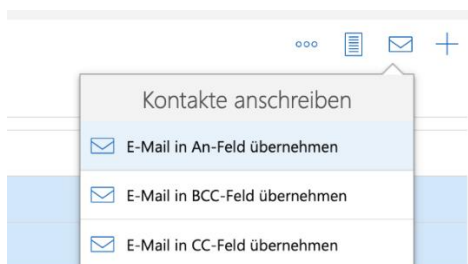 Kontakte anschreiben
E-Mail in An-Feld übernehmen
E-Mail in BCC-Feld übernehmen
E-Mail in CC-Feld übernehmen